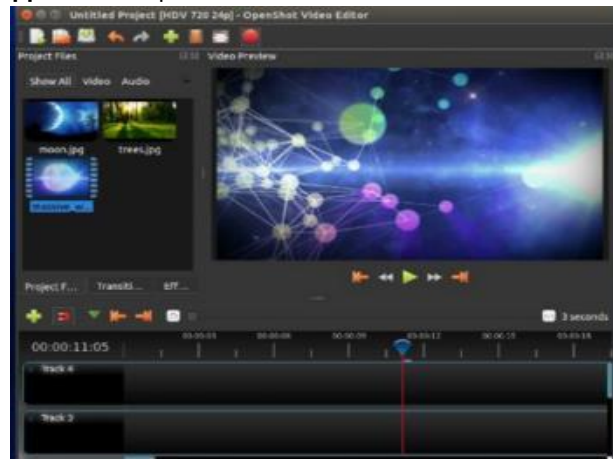 Untitled Project [HDV 720 24p] - OpenShot Video Editor
Project Files
Video Preview
Show All Video Audio
moon.jpg trees.jpg
massive_w...
Project F... Transiti... Eff...
3 seconds
00:00:11:05
Track 4
Track 3